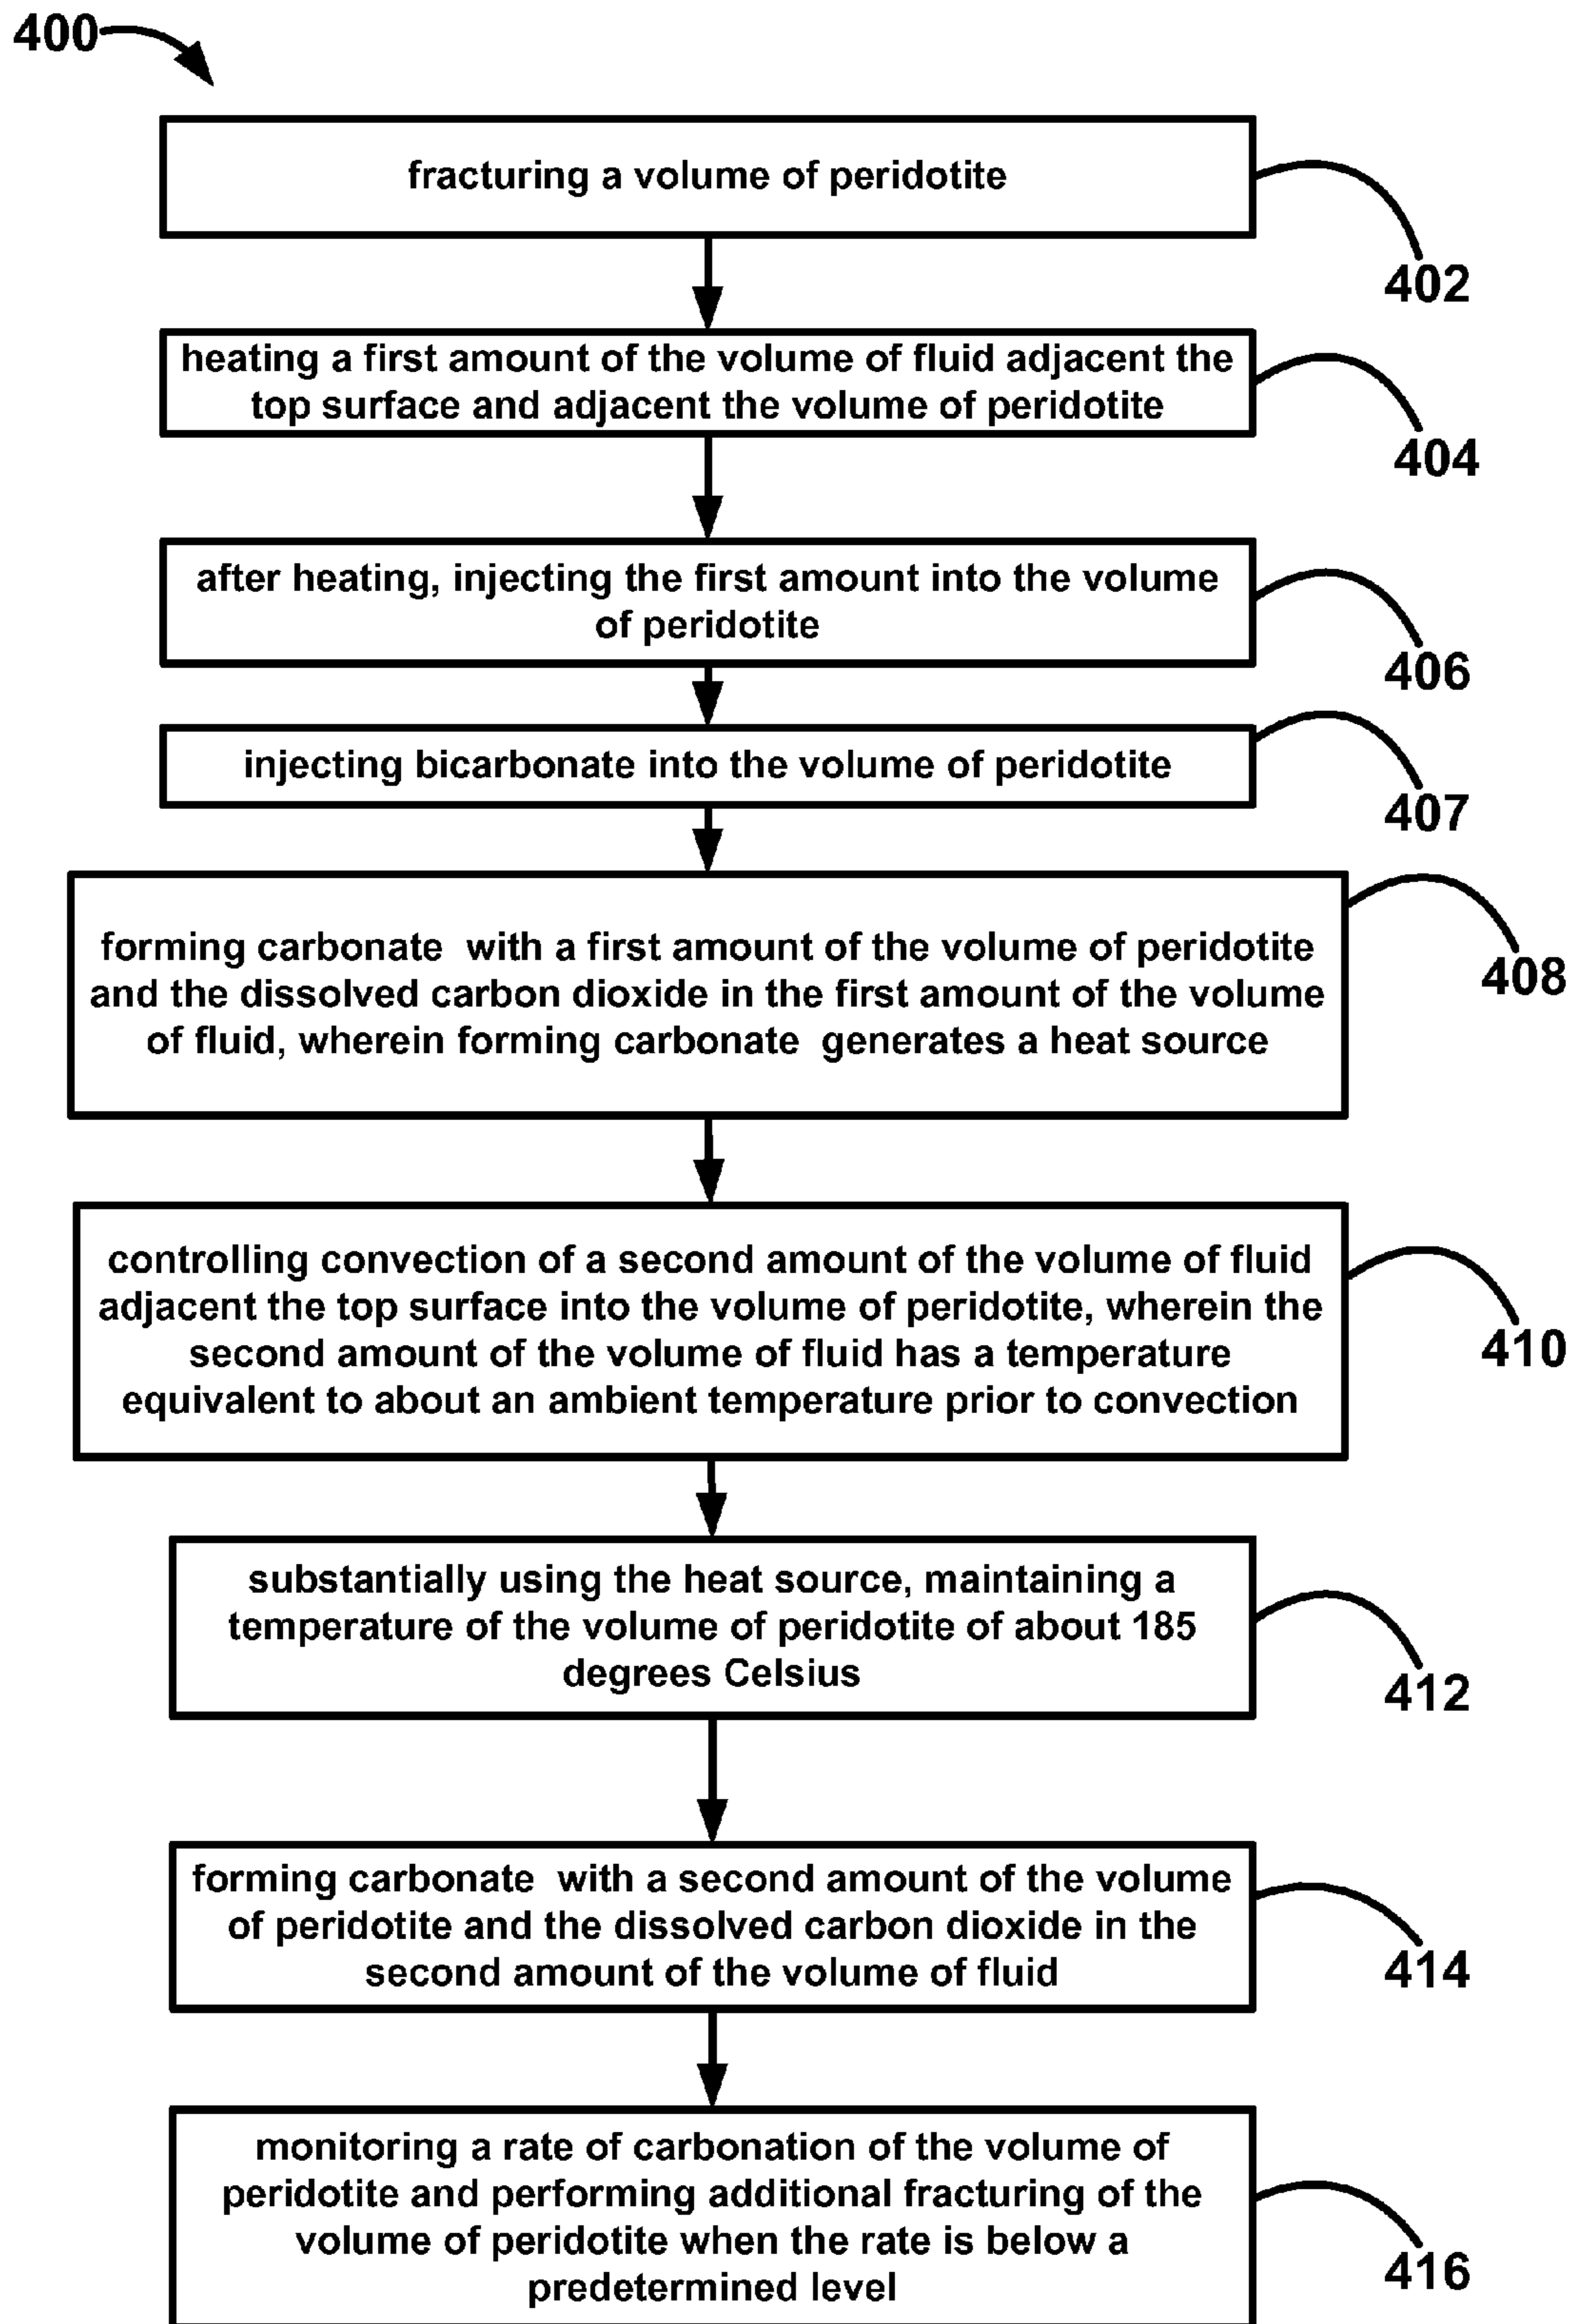 400
fracturing a volume of peridotite
402
heating a first amount of the volume of fluid adjacent the
top surface and adjacent the volume of peridotite
404
after heating, injecting the first amount into the volume
of peridotite
406
injecting bicarbonate into the volume of peridotite
407
forming carbonate with a first amount of the volume of peridotite
and the dissolved carbon dioxide in the first amount of the volume
of fluid, wherein forming carbonate generates a heat source
408
controlling convection of a second amount of the volume of fluid
adjacent the top surface into the volume of peridotite, wherein the
second amount of the volume of fluid has a temperature
equivalent to about an ambient temperature prior to convection
410
substantially using the heat source, maintaining a
temperature of the volume of peridotite of about 185
degrees Celsius
412
forming carbonate with a second amount of the volume
of peridotite and the dissolved carbon dioxide in the
second amount of the volume of fluid
414
monitoring a rate of carbonation of the volume of
peridotite and performing additional fracturing of the
volume of peridotite when the rate is below a
predetermined level
416